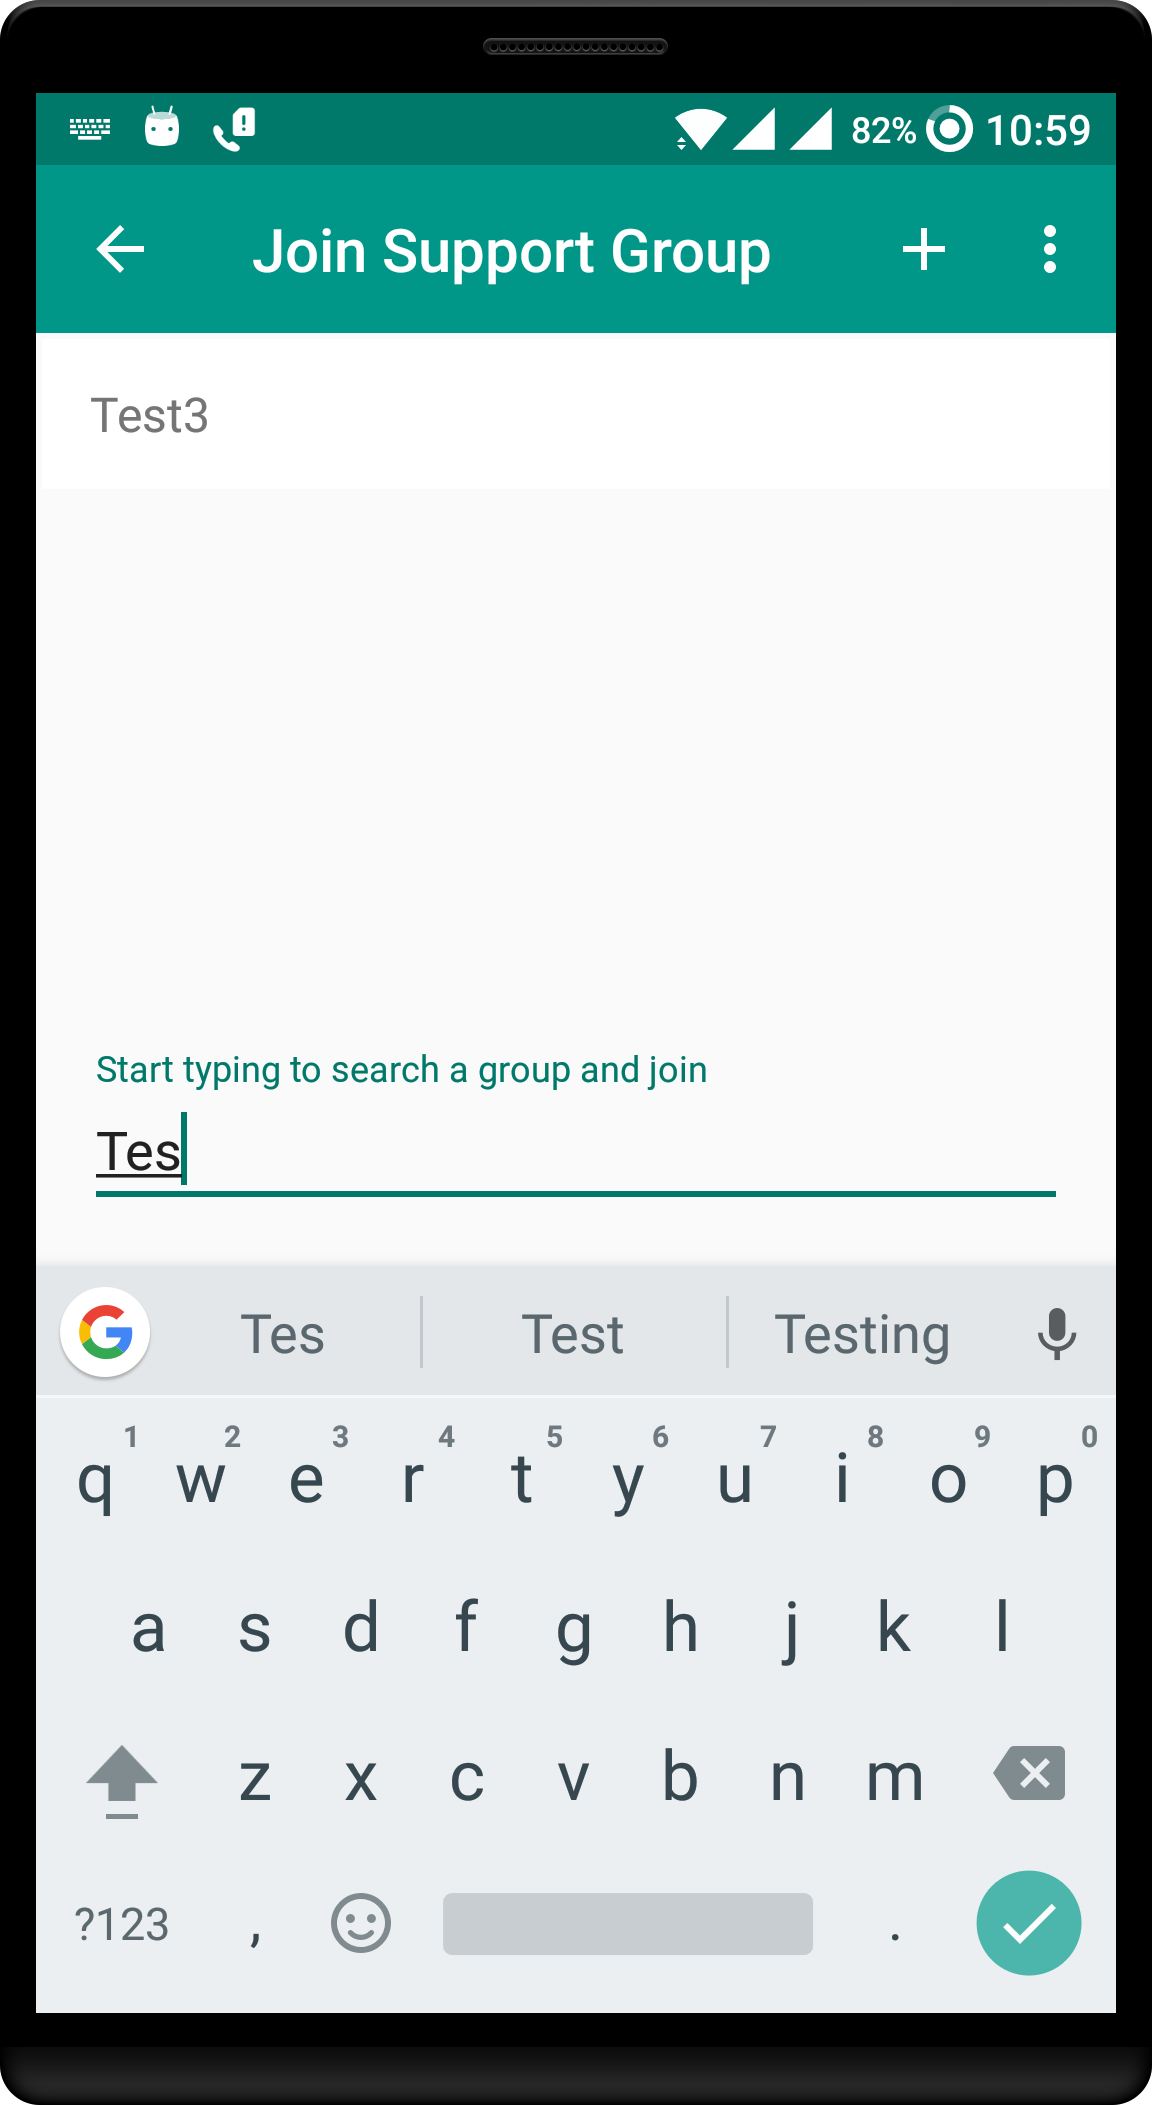 82% 10:59
Join Support Group
Test3
Start typing to search a group and join
Tes
Tes Test Testing
1 2 3 4 5 6 7 8 9 0
q w e r t y u i o p
a s d f g h j k l
z x c v b n m
?123 , .